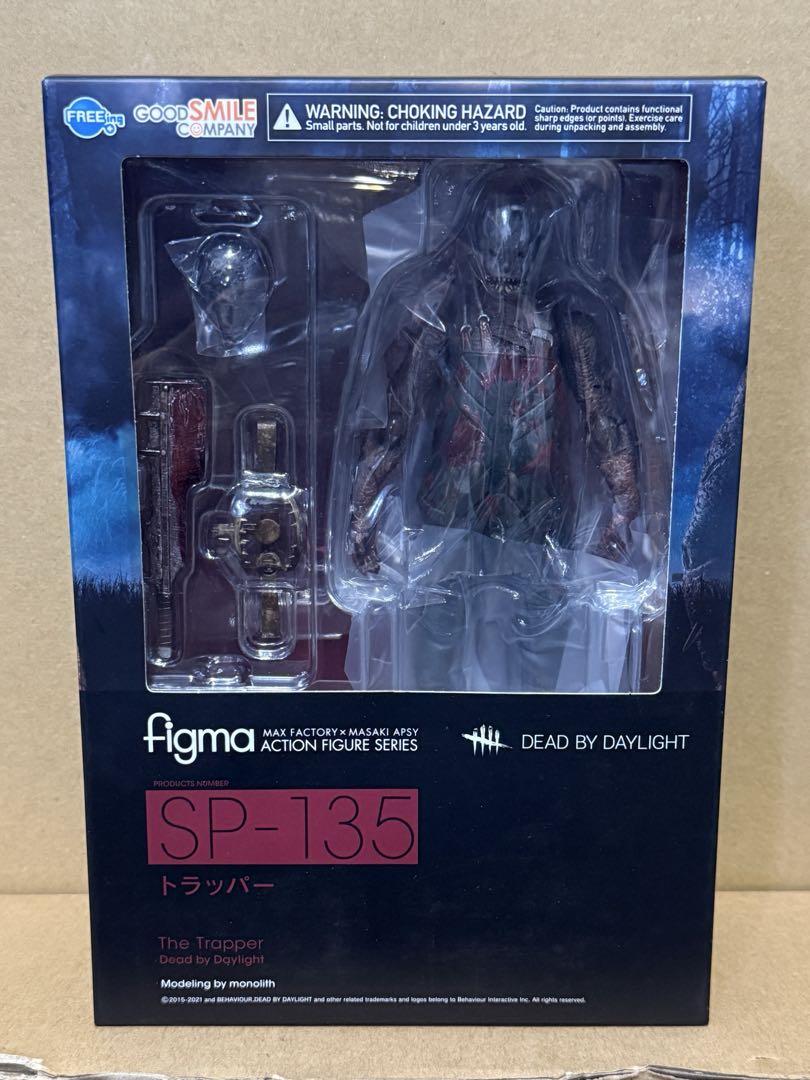 FREEing
GOOD SMILE
COMPANY
WARNING: CHOKING HAZARD
Small parts. Not for children under 3 years old.
Caution: Product contains functional
sharp edges (or points). Exercise care
during unpacking and assembly.
figma
MAX FACTORY×MASAKI APSY
ACTION FIGURE SERIES
DEAD BY DAYLIGHT
PRODUCTS NUMBER
SP-135
トラッパー
The Trapper
Dead by Daylight
Modeling by monolith
©2015-2021 and BEHAVIOUR,DEAD BY DAYLIGHT and other related trademarks and logos belong to Behaviour Interactive Inc. All rights reserved.